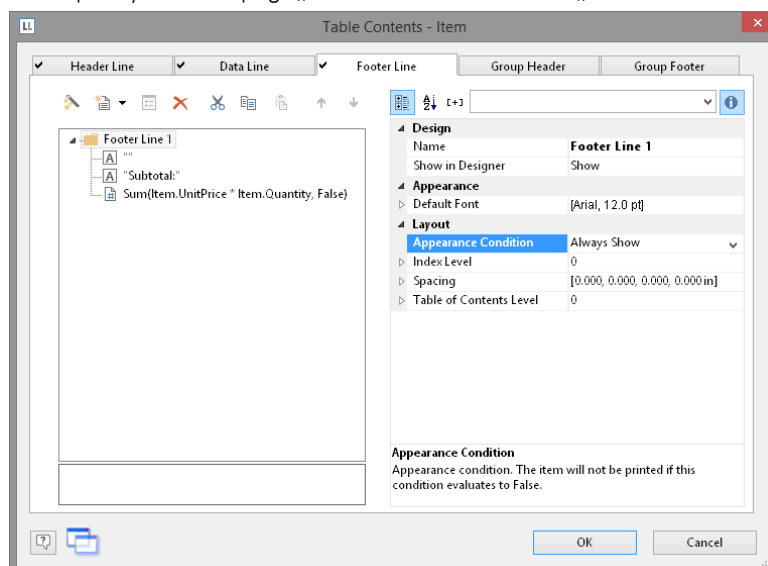 LL Table Contents - Item
Header Line Data Line Footer Line Group Header Group Footer
Footer Line 1
A ""
A "Subtotal:"
Sum(Item.UnitPrice * Item.Quantity, False)
Design
Name Footer Line 1
Show in Designer Show
Appearance
Default Font [Arial, 12.0 pt]
Layout
Appearance Condition Always Show
Index Level 0
Spacing [0.000, 0.000, 0.000, 0.000 in]
Table of Contents Level 0
Appearance Condition
Appearance condition. The item will not be printed if this
condition evaluates to False.
OK Cancel